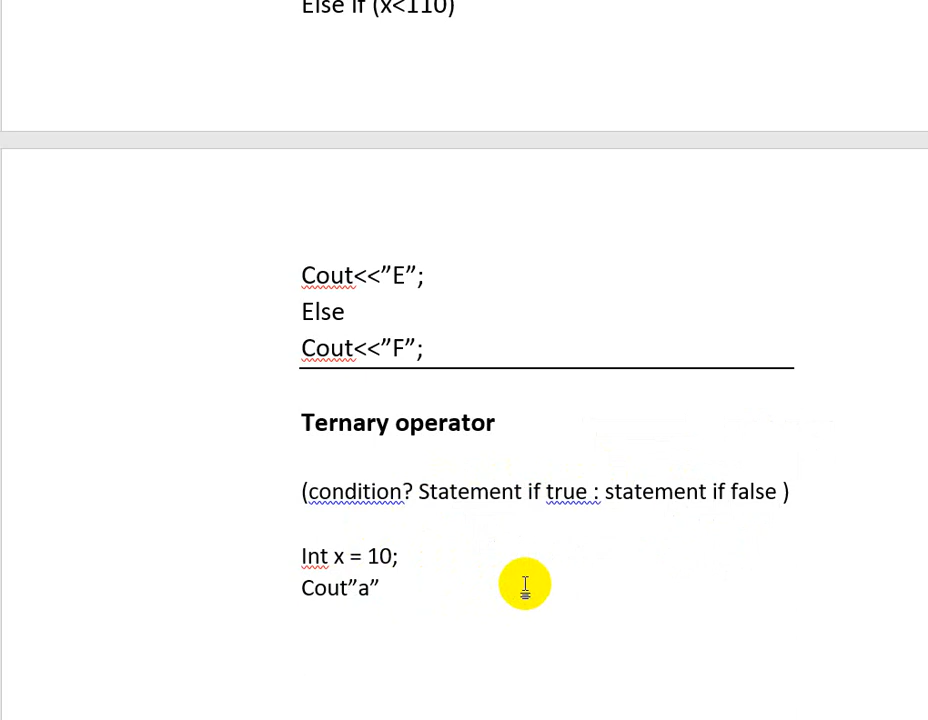 Else if (x<110)
Cout<<”E”;
Else
Cout<<”F”;
Ternary operator
(condition? Statement if true : statement if false )
Int x = 10;
Cout”a”